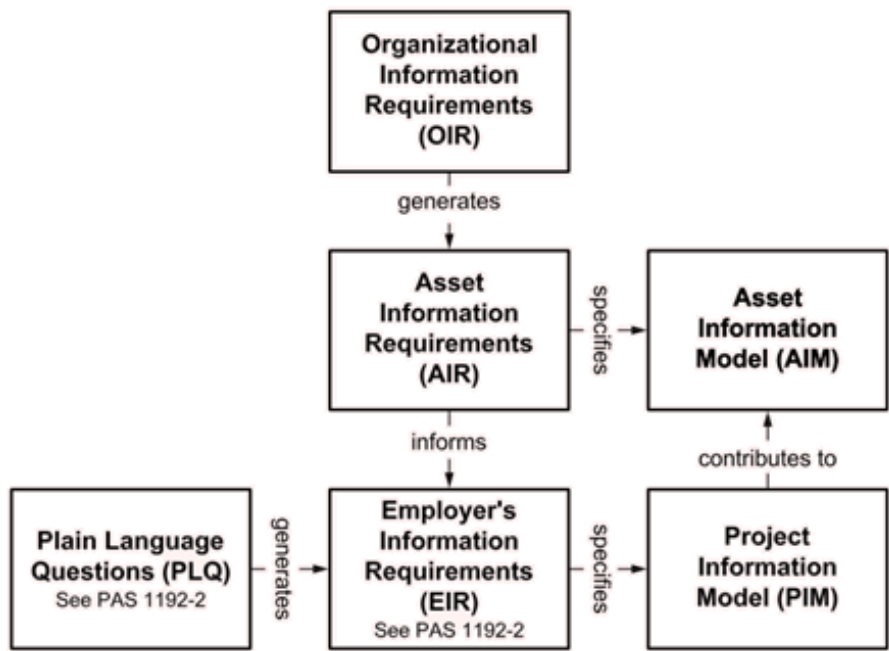 Organizational
Information
Requirements
(OIR)
generates
Asset
Information
Requirements
(AIR)
specifies
Asset
Information
Model (AIM)
informs
contributes to
Plain Language
Questions (PLQ)
See PAS 1192-2
generates
Employer's
Information
Requirements
(EIR)
See PAS 1192-2
specifies
Project
Information
Model (PIM)